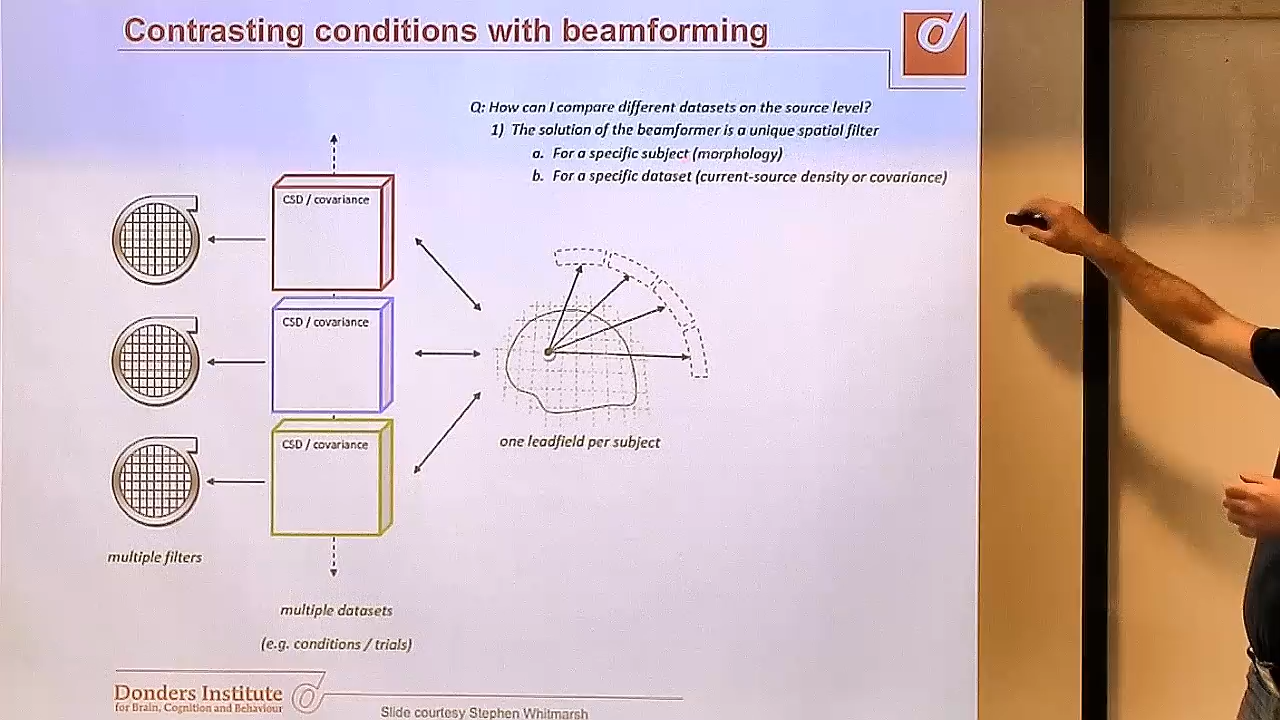 Contrasting conditions with beamforming
Q: How can I compare different datasets on the source level?
1) The solution of the beamformer is a unique spatial filter
a. For a specific subject (morphology)
b. For a specific dataset (current-source density or covariance)
CSD / covariance
CSD / covariance
CSD / covariance
one leadfield per subject
multiple filters
multiple datasets
(e.g. conditions / trials)
Donders Institute
for Brain, Cognition and Behaviour
Slide courtesy Stephen Whitmarsh